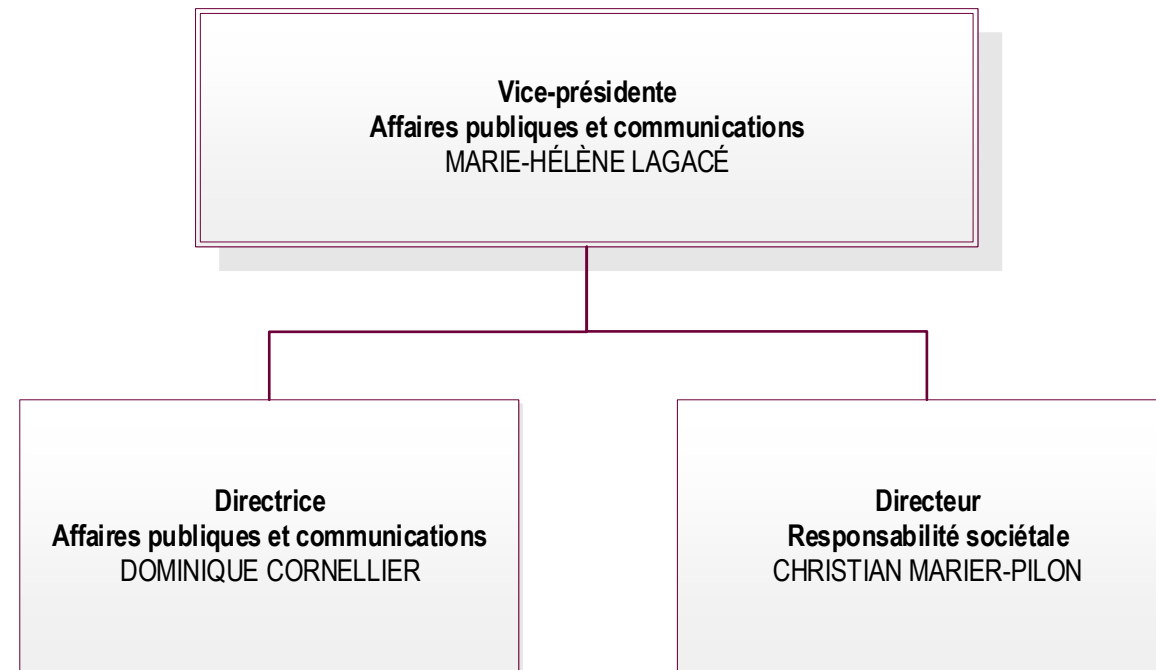 Vice-présidente
Affaires publiques et communications
MARIE-HÉLÈNE LAGACÉ
Directrice
Affaires publiques et communications
DOMINIQUE CORNELLIER
Directeur
Responsabilité sociétale
CHRISTIAN MARIER-PILON